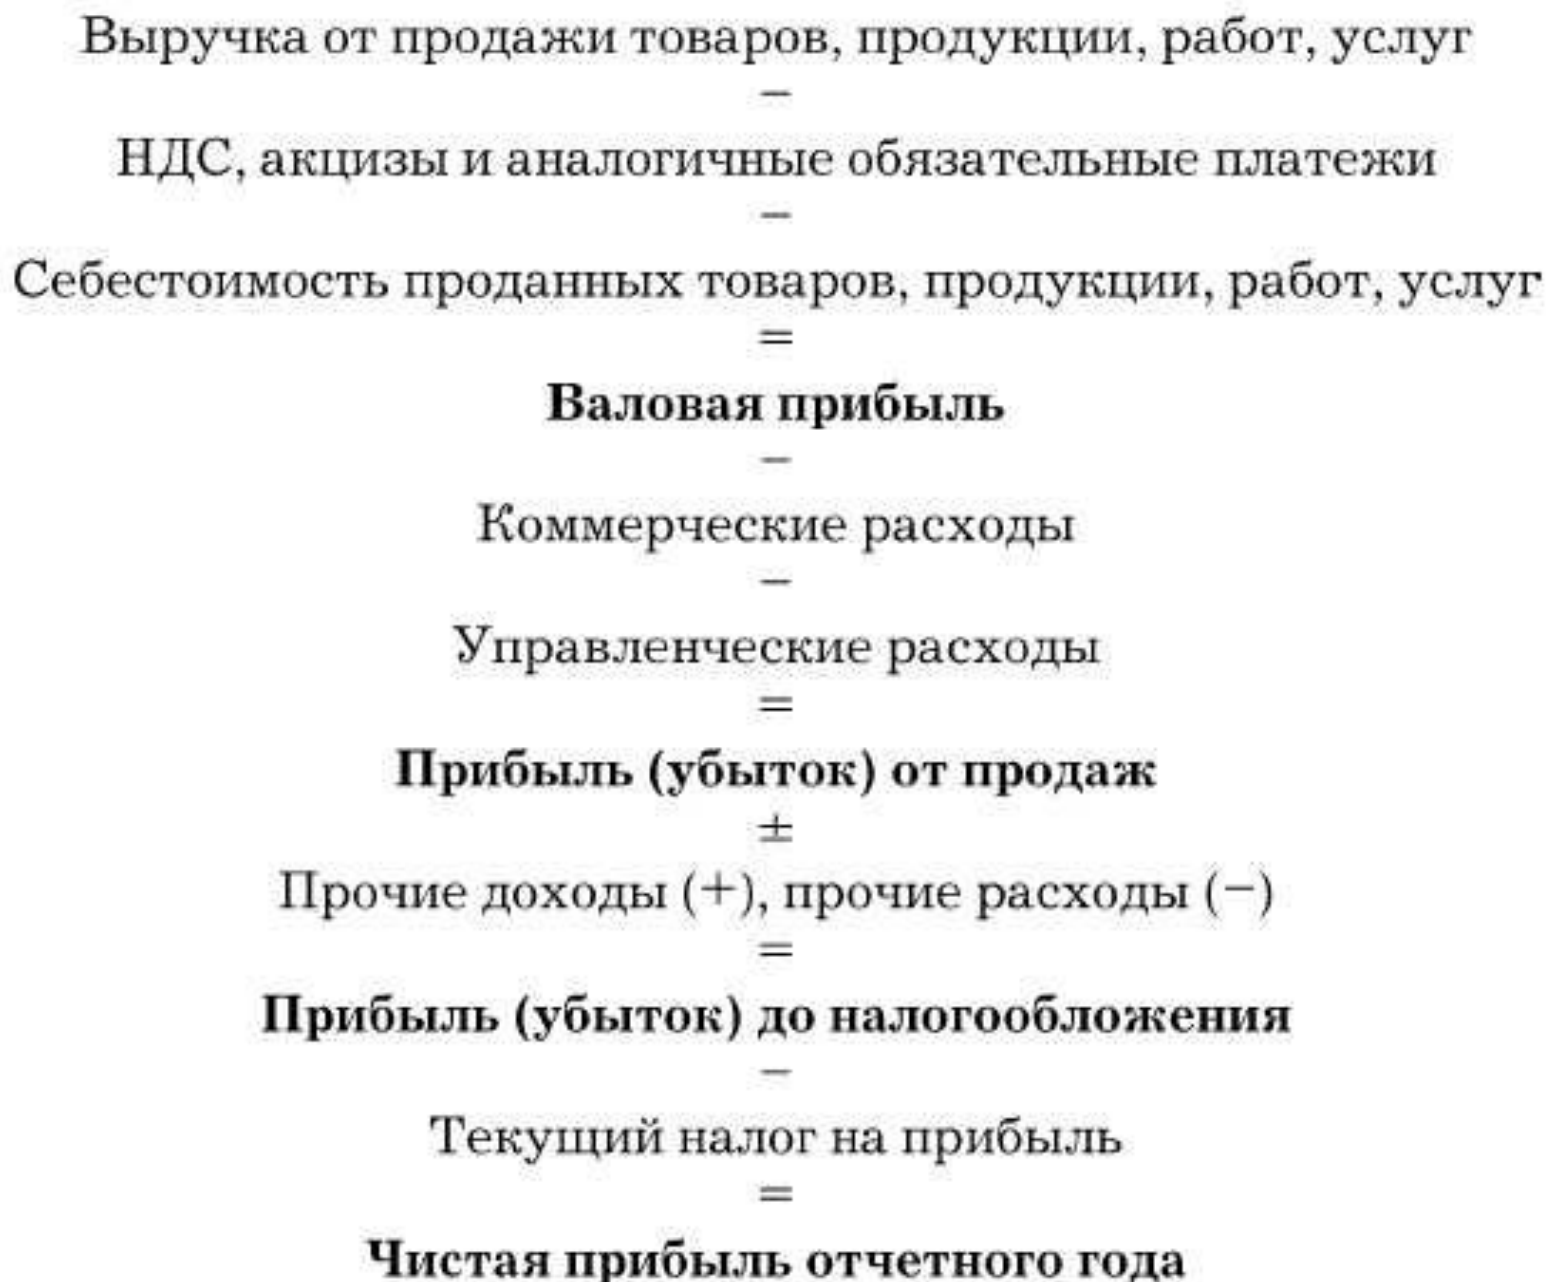 Выручка от продажи товаров, продукции, работ, услуг
−
НДС, акцизы и аналогичные обязательные платежи
−
Себестоимость проданных товаров, продукции, работ, услуг
=
Валовая прибыль
−
Коммерческие расходы
−
Управленческие расходы
=
Прибыль (убыток) от продаж
±
Прочие доходы (+), прочие расходы (−)
=
Прибыль (убыток) до налогообложения
−
Текущий налог на прибыль
=
Чистая прибыль отчетного года